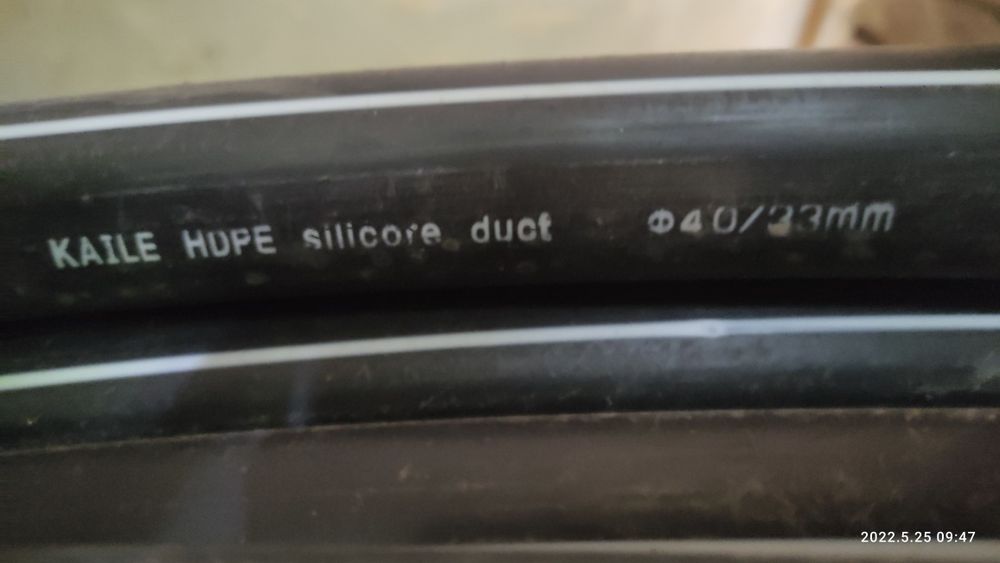 KAILE HDPE silicore duct Φ40/33mm
2022.5.25 09:47